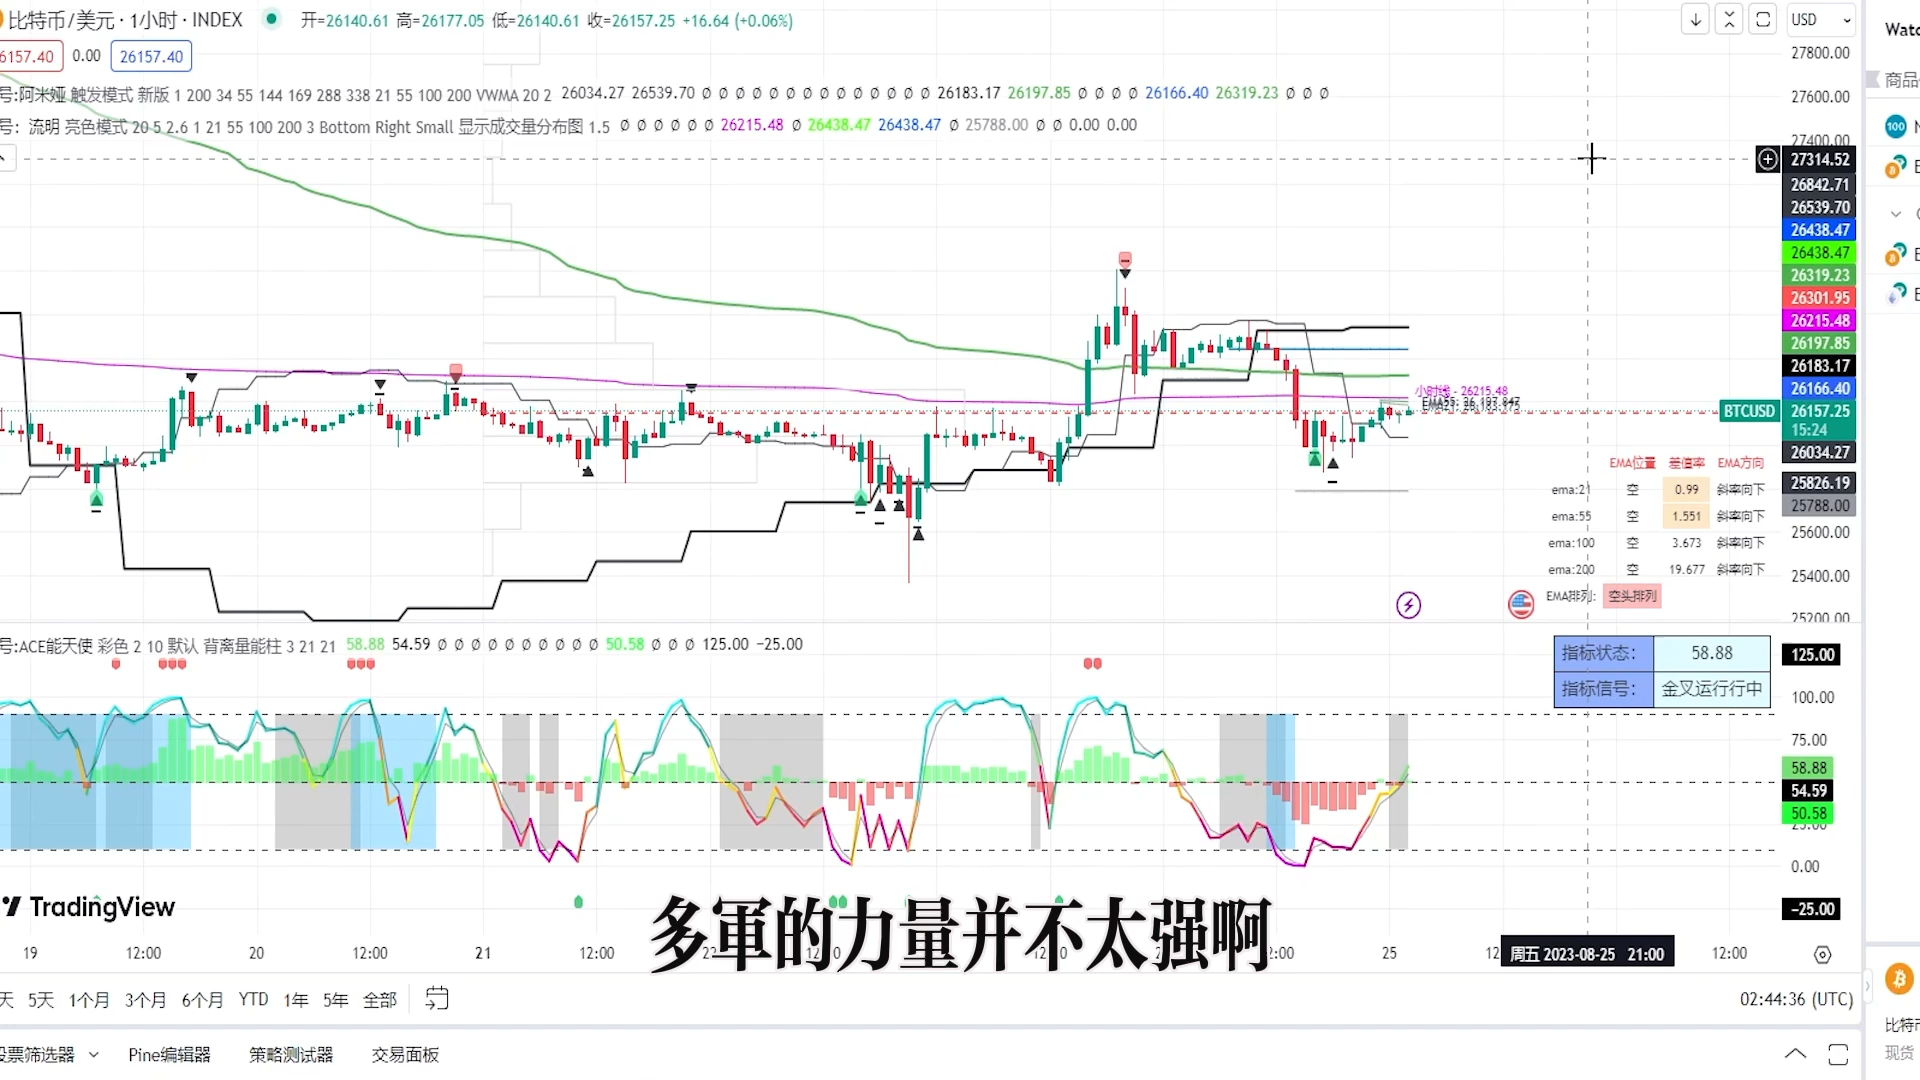 比特币/美元 · 1小时 · INDEX 开=26140.61 高=26177.05 低=26140.61 收=26157.25 +16.64 (+0.06%)
USD
6157.40 0.00 26157.40
号:阿米娅 触发模式 新版 1 200 34 55 144 169 288 338 21 55 100 200 VWMA 20 2 26034.27 26539.70 ø ø ø ø ø ø ø ø ø ø ø ø ø ø 26183.17 26197.85 ø ø ø ø 26166.40 26319.23 ø ø ø
号: 流明 亮色模式 20 5 2.6 1 21 55 100 200 3 Bottom Right Small 显示成交量分布图 1.5 ø ø ø ø ø ø 26215.48 ø 26438.47 26438.47 ø 25788.00 ø ø 0.00 0.00
27800.00
27600.00
27400.00
27314.52
26842.71
26539.70
26438.47
26438.47
26319.23
26301.95
26215.48
26197.85
26183.17
26166.40
BTCUSD 26157.25
15:24
26034.27
25826.19
25788.00
25600.00
25400.00
25200.00
小时线 - 26215.48
EMA位置 差值率 EMA方向
ema:21 空 0.99 斜率向下
ema:55 空 1.551 斜率向下
ema:100 空 3.673 斜率向下
ema:200 空 19.677 斜率向下
EMA排列: 空头排列
号:ACE能天使 彩色 2 10 默认 背离量能柱 3 21 21 58.88 54.59 ø ø ø ø ø ø ø ø ø ø 50.58 ø ø ø 125.00 −25.00
指标状态: 58.88
指标信号: 金叉运行行中
125.00
100.00
75.00
58.88
54.59
50.58
25.00
0.00
−25.00
TradingView
多軍的力量并不太强啊
19 12:00 20 12:00 21 12:00 25 周五 2023-08-25 21:00 12:00
天 5天 1个月 3个月 6个月 YTD 1年 5年 全部
02:44:36 (UTC)
股票筛选器 Pine编辑器 策略测试器 交易面板
Watc
商品
100 N
比特币
现货